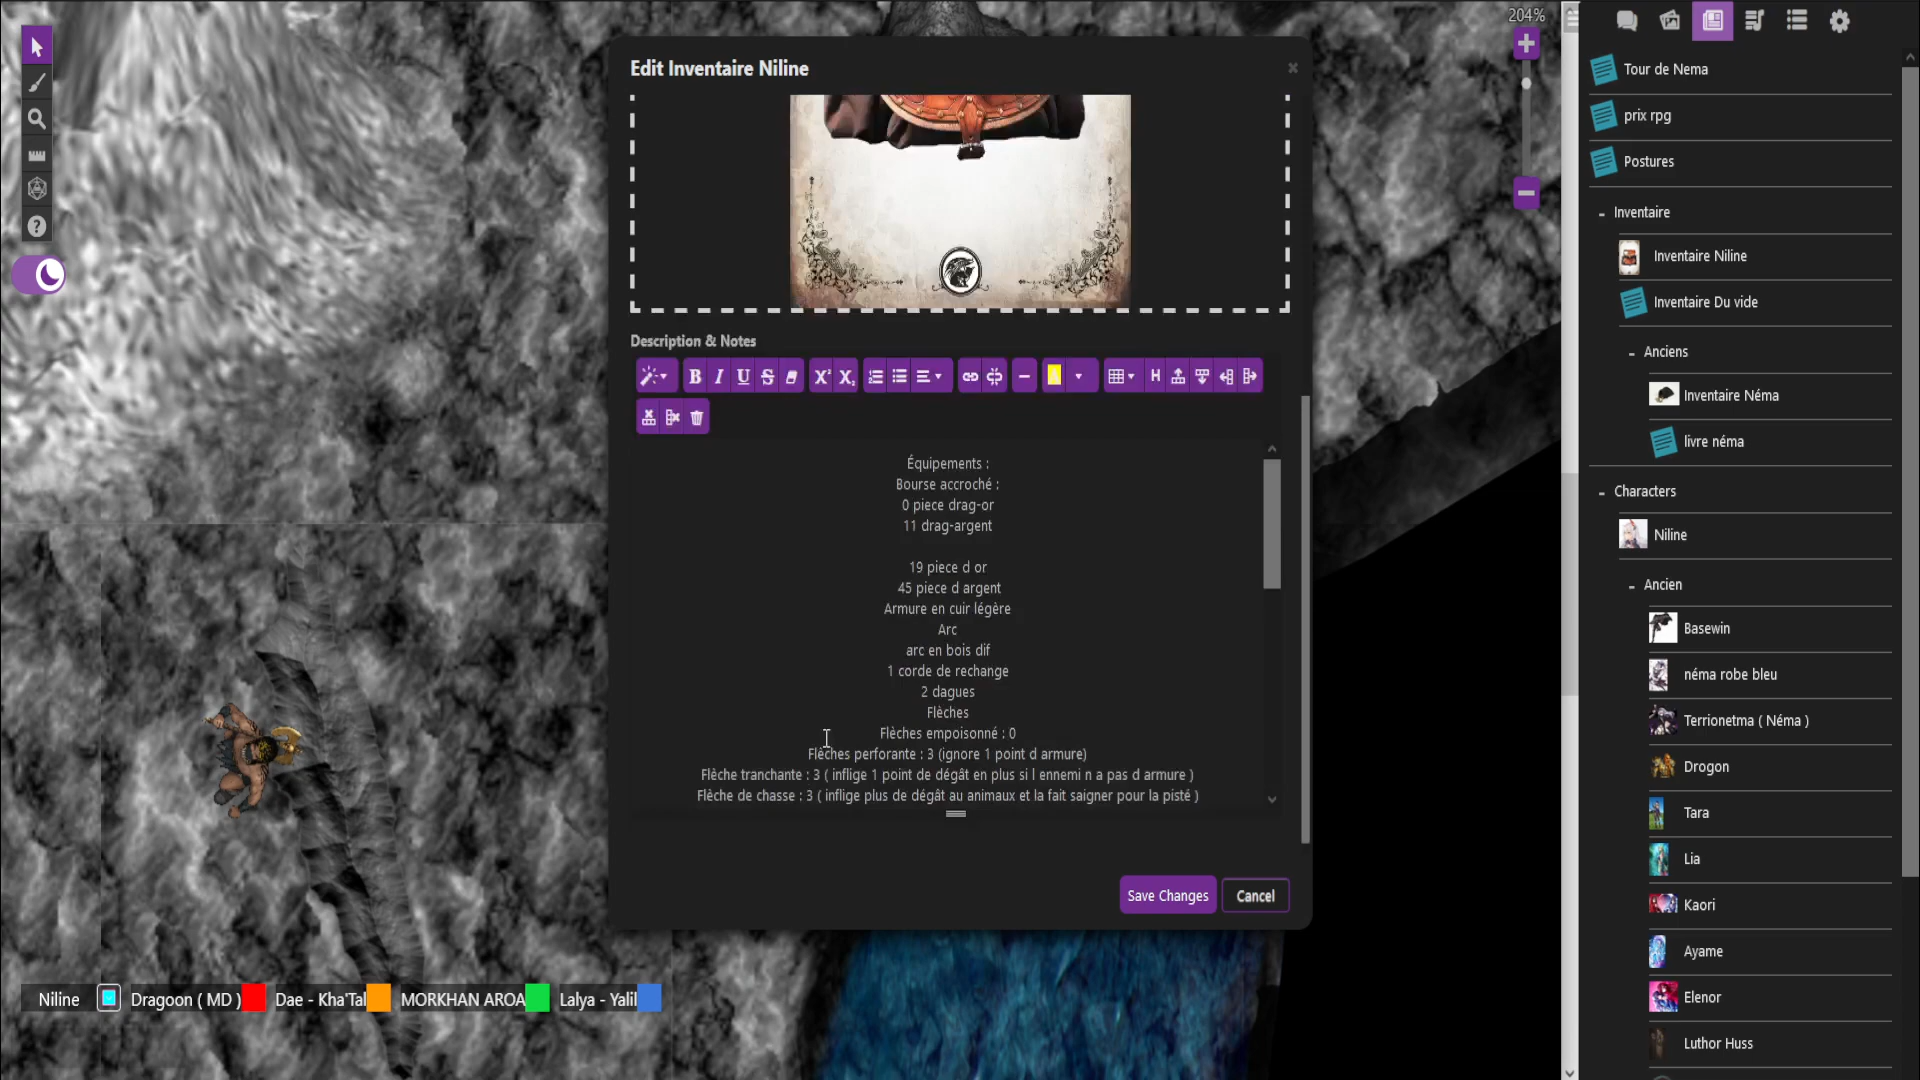 204%
Edit Inventaire Niline
Description & Notes
Équipements :
Bourse accroché :
0 piece drag-or
11 drag-argent
19 piece d or
45 piece d argent
Armure en cuir légère
Arc
arc en bois dif
1 corde de rechange
2 dagues
Flèches
Flèches empoisonné : 0
Flèches perforante : 3 (ignore 1 point d armure)
Flèche tranchante : 3 ( inflige 1 point de dégât en plus si l ennemi n a pas d armure )
Flèche de chasse : 3 ( inflige plus de dégât au animaux et la fait saigner pour la pisté )
Save Changes
Cancel
Niline
Dragoon ( MD )
Dae - Kha'Tal
MORKHAN AROA
Lalya - Yalil
Tour de Nema
prix rpg
Postures
Inventaire
Inventaire Niline
Inventaire Du vide
Anciens
Inventaire Néma
livre néma
Characters
Niline
Ancien
Basewin
néma robe bleu
Terrionetma ( Néma )
Drogon
Tara
Lia
Kaori
Ayame
Elenor
Luthor Huss